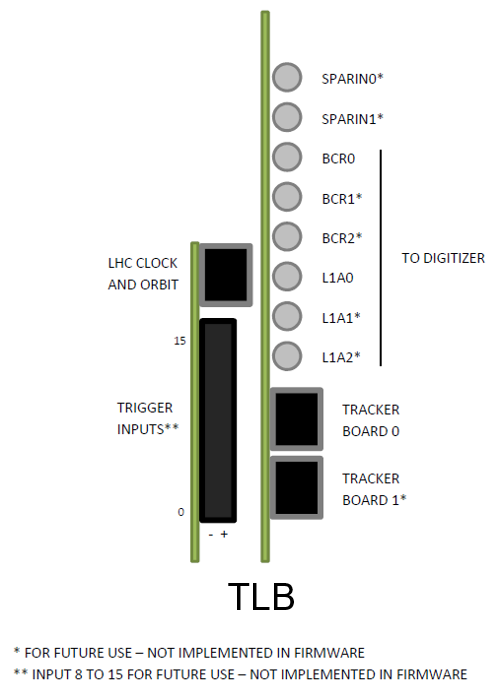 SPARIN0*
SPARIN1*
BCR0
BCR1*
BCR2*
TO DIGITIZER
L1A0
L1A1*
L1A2*
LHC CLOCK
AND ORBIT
15
TRIGGER
INPUTS**
0
- +
TRACKER
BOARD 0
TRACKER
BOARD 1*
TLB
* FOR FUTURE USE – NOT IMPLEMENTED IN FIRMWARE
** INPUT 8 TO 15 FOR FUTURE USE – NOT IMPLEMENTED IN FIRMWARE